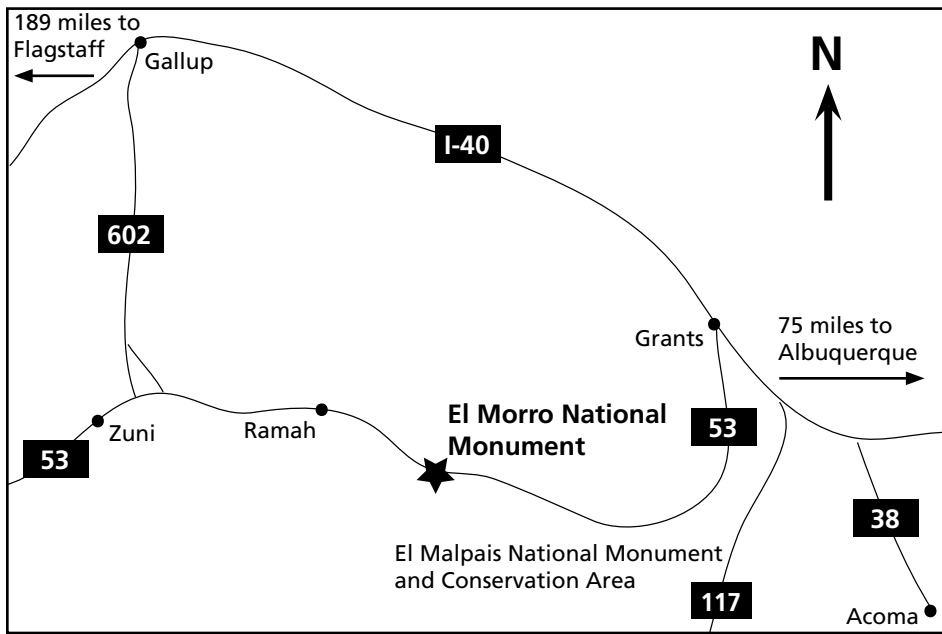 189 miles to
Flagstaff
Gallup
N
I-40
602
Grants
75 miles to
Albuquerque
El Morro National
Monument
53
Zuni
Ramah
53
38
El Malpais National Monument
and Conservation Area
117
Acoma